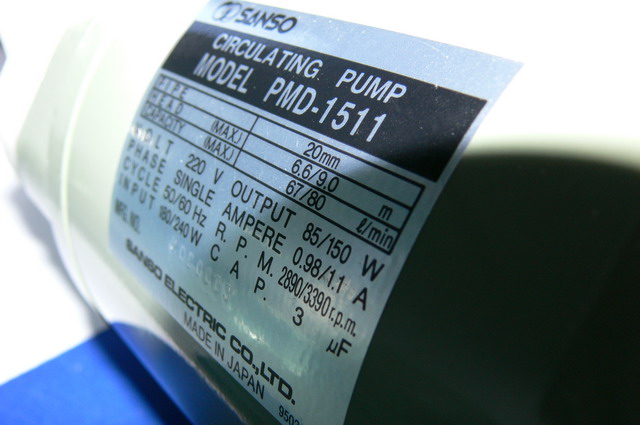 SANSO
CIRCULATING PUMP
MODEL PMD-1511
TYPE 20mm
HEAD (MAX) 6.6/9.0 m
CAPACITY (MAX) 67/80 ℓ/min
VOLT 220 V OUTPUT 85/150 W
PHASE SINGLE AMPERE 0.98/1.1 A
CYCLE 50/60 Hz R.P.M. 2890/3390 r.p.m.
INPUT 180/240W CAP. 3 μF
MFG. NO.
SANSO ELECTRIC CO., LTD.
MADE IN JAPAN